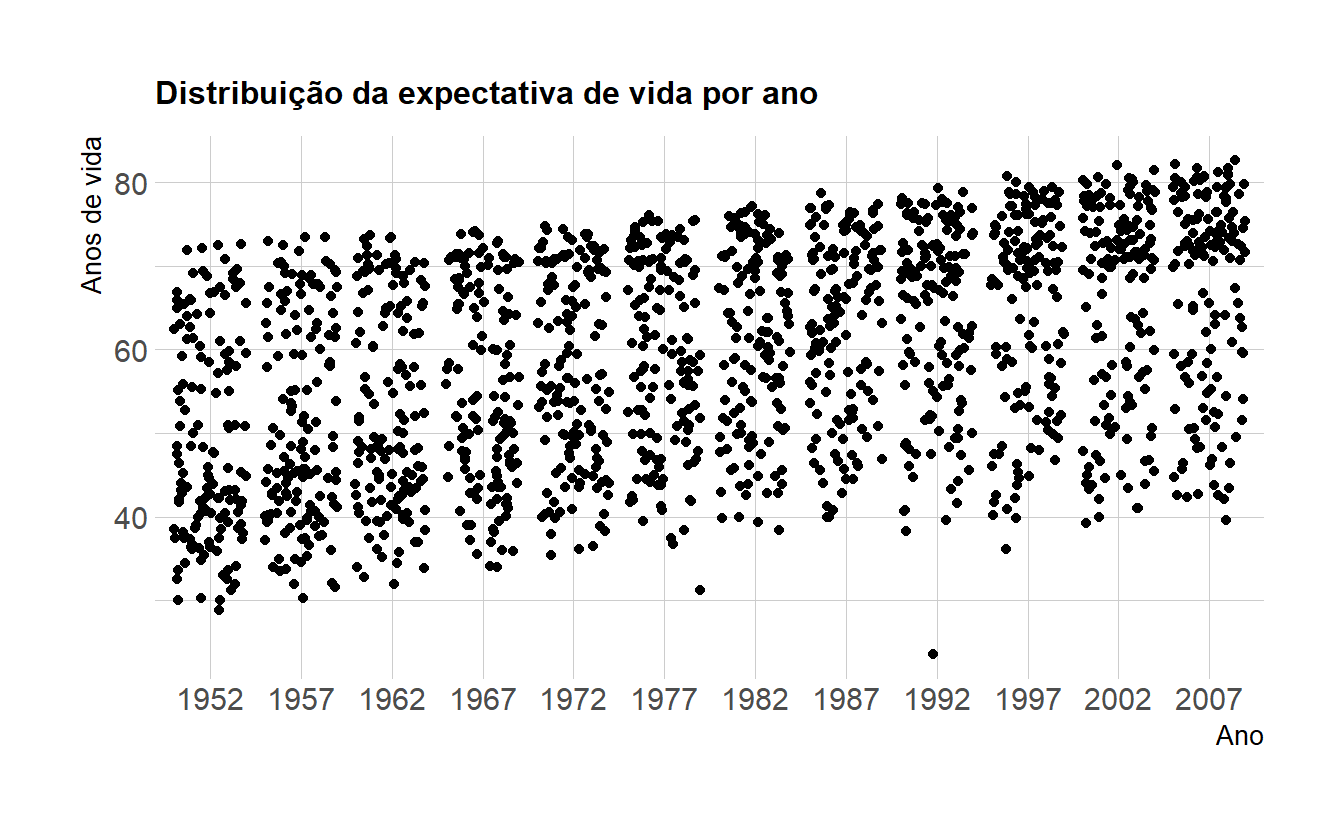 Distribuição da expectativa de vida por ano
Anos de vida
80
60
40
1952 1957 1962 1967 1972 1977 1982 1987 1992 1997 2002 2007
Ano